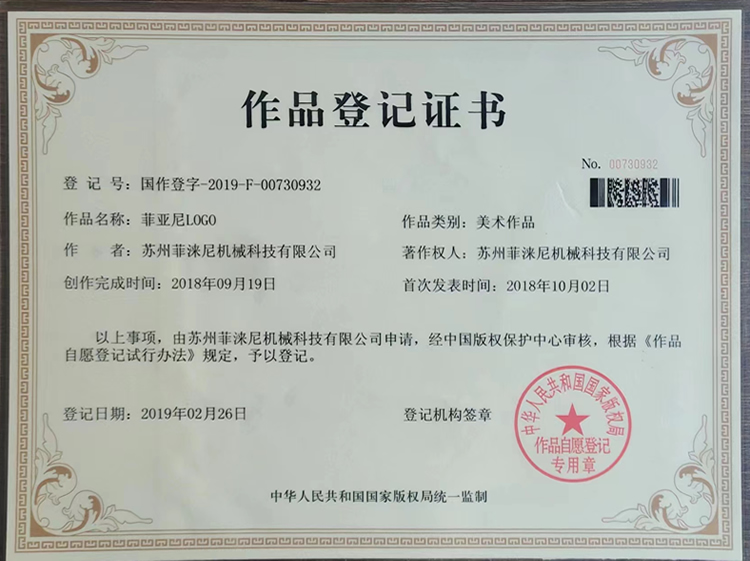 作品登记证书
No. 00730932
登 记 号：国作登字-2019-F-00730932
作品名称：菲亚尼LOGO 作品类别：美术作品
作 者：苏州菲涞尼机械科技有限公司 著作权人：苏州菲涞尼机械科技有限公司
创作完成时间：2018年09月19日 首次发表时间：2018年10月02日
以上事项，由苏州菲涞尼机械科技有限公司申请，经中国版权保护中心审核，根据《作品
自愿登记试行办法》规定，予以登记。
登记日期：2019年02月26日 登记机构签章
中华人民共和国国家版权局
作品自愿登记
专用章
中华人民共和国国家版权局统一监制